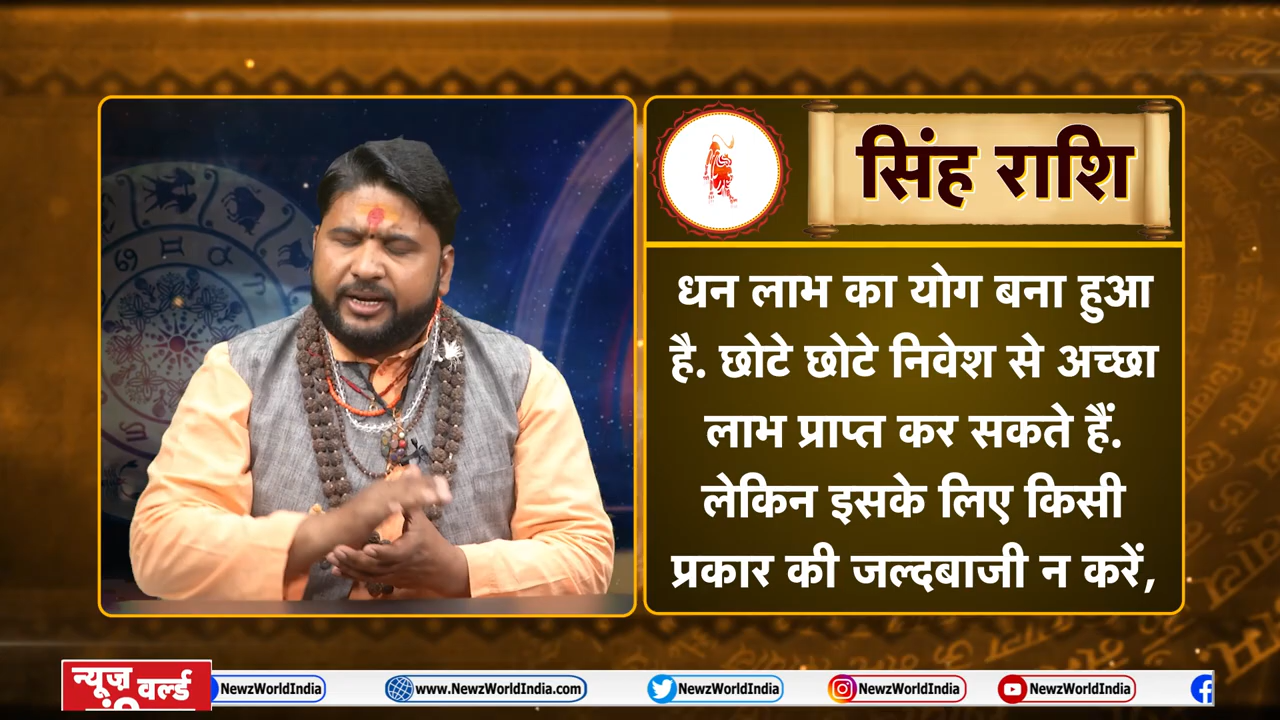 सिंह राशि
धन लाभ का योग बना हुआ
है. छोटे छोटे निवेश से अच्छा
लाभ प्राप्त कर सकते हैं.
लेकिन इसके लिए किसी
प्रकार की जल्दबाजी न करें,
न्यूज़ वर्ल्ड
NewzWorldIndia
www.NewzWorldIndia.com
NewzWorldIndia
NewzWorldIndia
NewzWorldIndia